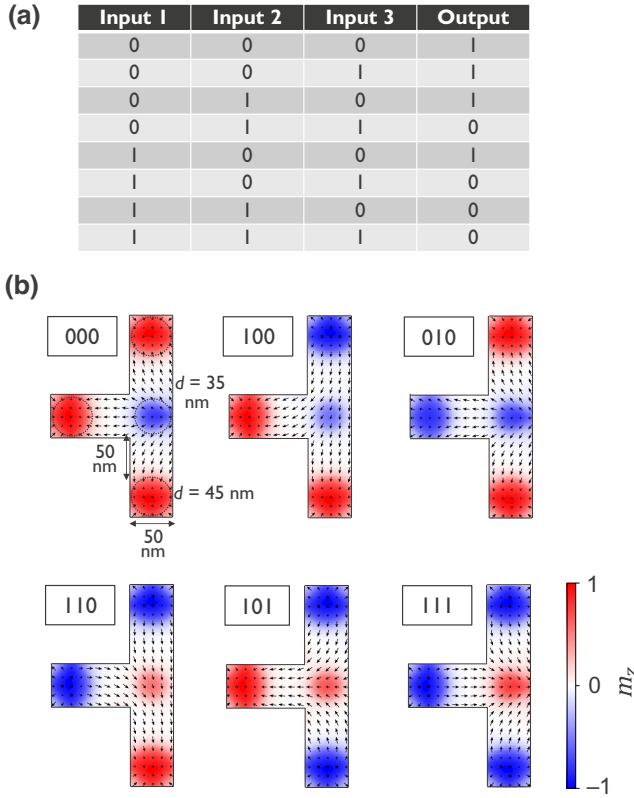 (a)
Input 1 Input 2 Input 3 Output
0 0 0 1
0 0 1 1
0 1 0 1
0 1 1 0
1 0 0 1
1 0 1 0
1 1 0 0
1 1 1 0
(b)
000 100 010
d = 35
nm
50
nm
d = 45 nm
50
nm
110 101 111
1
0
−1
m_z